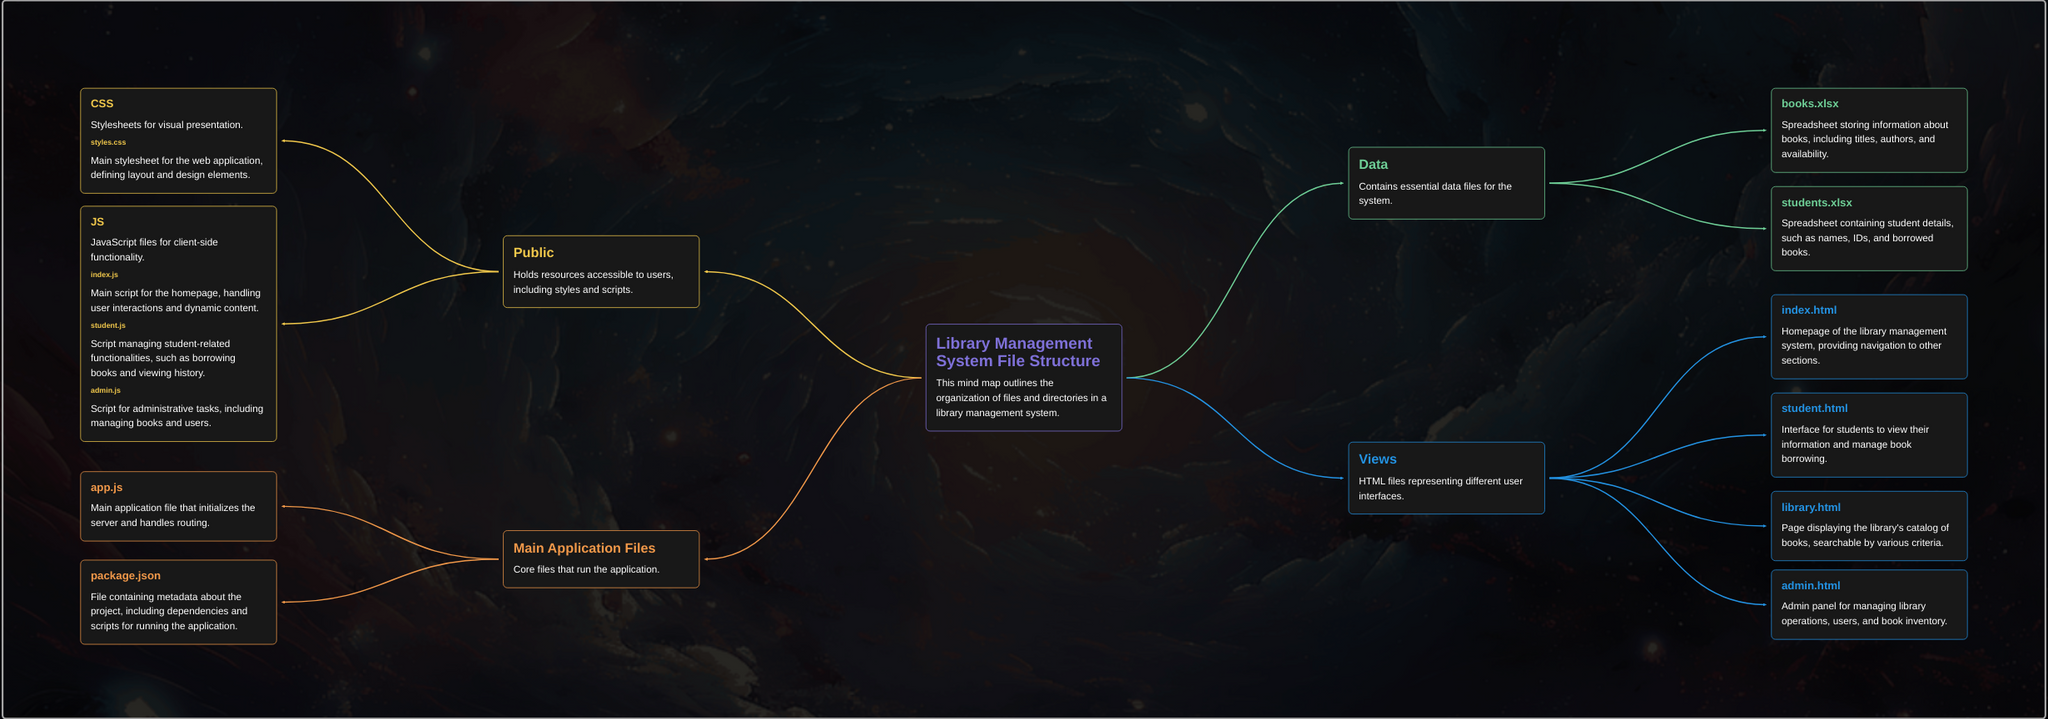 CSS
Stylesheets for visual presentation.
styles.css
Main stylesheet for the web application,
defining layout and design elements.
JS
JavaScript files for client-side
functionality.
index.js
Main script for the homepage, handling
user interactions and dynamic content.
student.js
Script managing student-related
functionalities, such as borrowing
books and viewing history.
admin.js
Script for administrative tasks, including
managing books and users.
app.js
Main application file that initializes the
server and handles routing.
package.json
File containing metadata about the
project, including dependencies and
scripts for running the application.
Public
Holds resources accessible to users,
including styles and scripts.
Main Application Files
Core files that run the application.
Library Management
System File Structure
This mind map outlines the
organization of files and directories in a
library management system.
Data
Contains essential data files for the
system.
Views
HTML files representing different user
interfaces.
books.xlsx
Spreadsheet storing information about
books, including titles, authors, and
availability.
students.xlsx
Spreadsheet containing student details,
such as names, IDs, and borrowed
books.
index.html
Homepage of the library management
system, providing navigation to other
sections.
student.html
Interface for students to view their
information and manage book
borrowing.
library.html
Page displaying the library's catalog of
books, searchable by various criteria.
admin.html
Admin panel for managing library
operations, users, and book inventory.